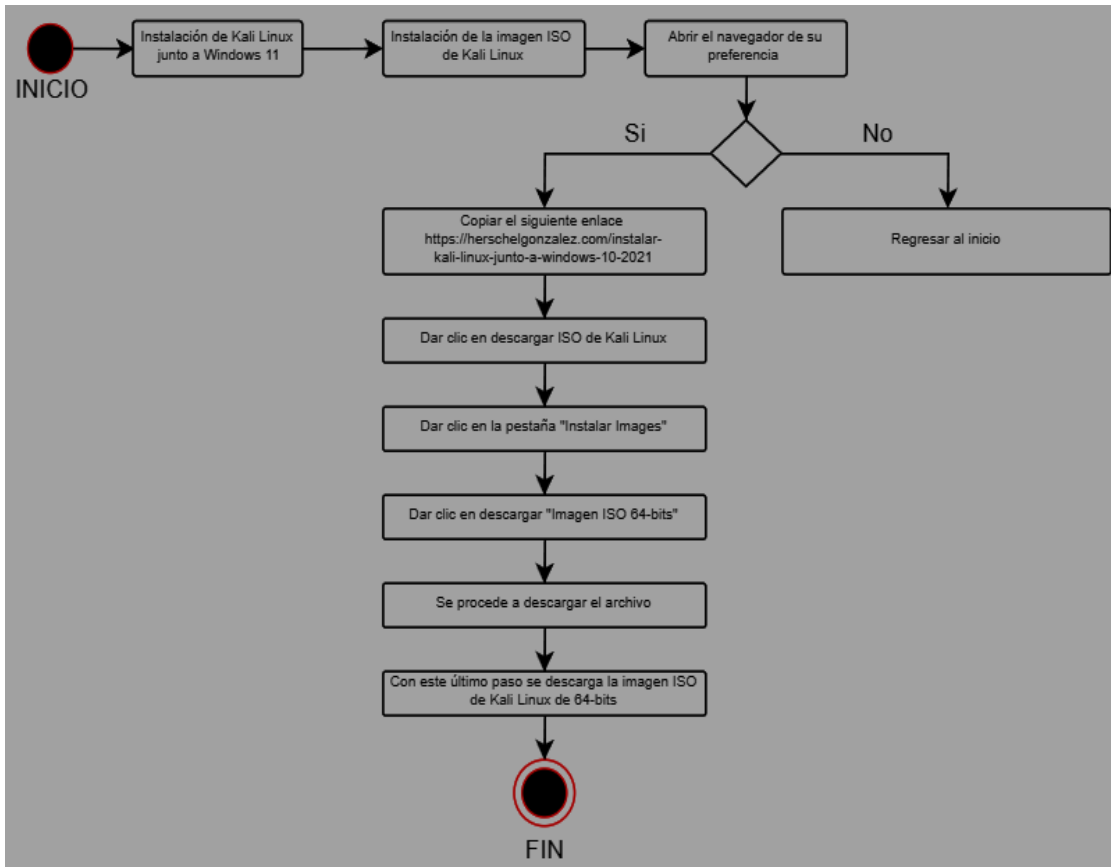 Instalación de Kali Linux
junto a Windows 11
Instalación de la imagen ISO
de Kali Linux
Abrir el navegador de su
preferencia
INICIO
Si
No
Copiar el siguiente enlace
https://herschelgonzalez.com/instalar-
kali-linux-junto-a-windows-10-2021
Regresar al inicio
Dar clic en descargar ISO de Kali Linux
Dar clic en la pestaña "Instalar Images"
Dar clic en descargar "Imagen ISO 64-bits"
Se procede a descargar el archivo
Con este último paso se descarga la imagen ISO
de Kali Linux de 64-bits
FIN